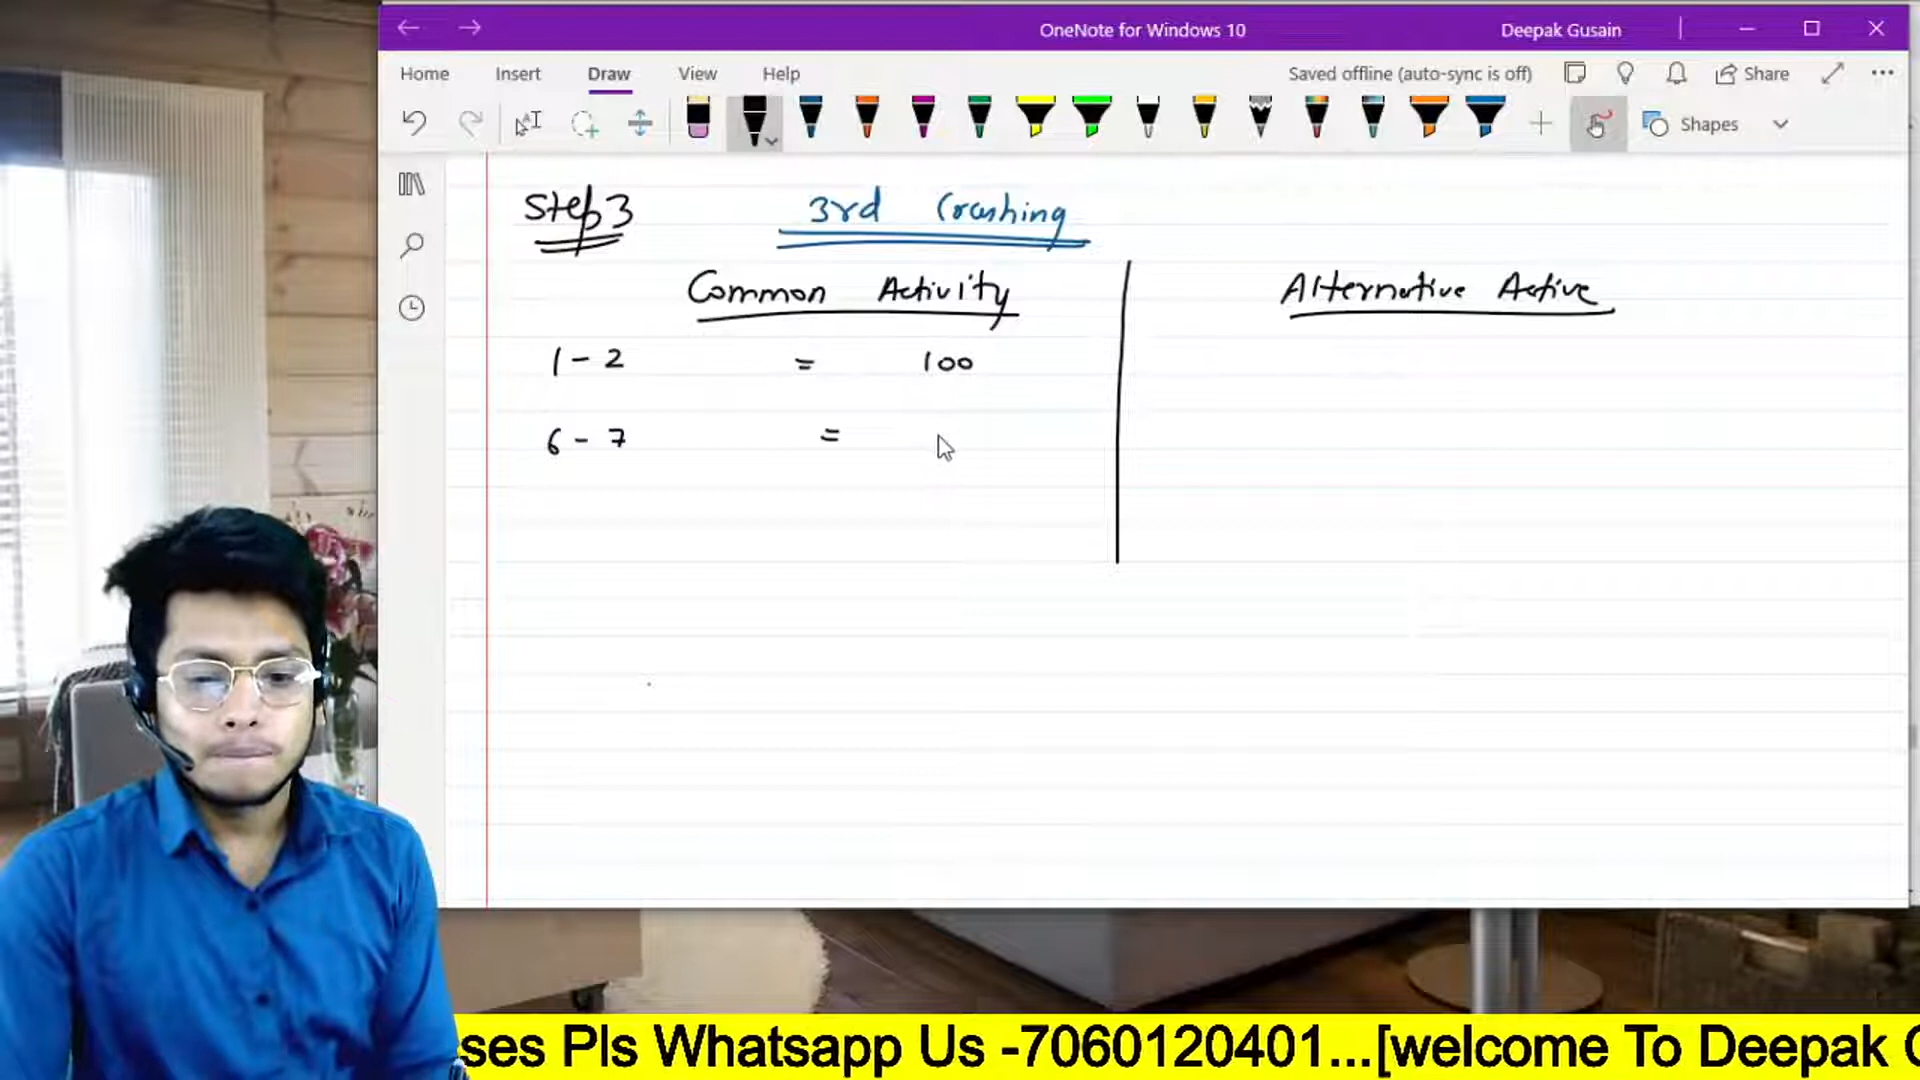 OneNote for Windows 10
Deepak Gusain
Home Insert Draw View Help
Saved offline (auto-sync is off)
Share
Shapes
Step 3 3rd Crashing
Common Activity
Alternative Active
1 - 2 = 100
6 - 7 =
ses Pls Whatsapp Us -7060120401...[welcome To Deepak